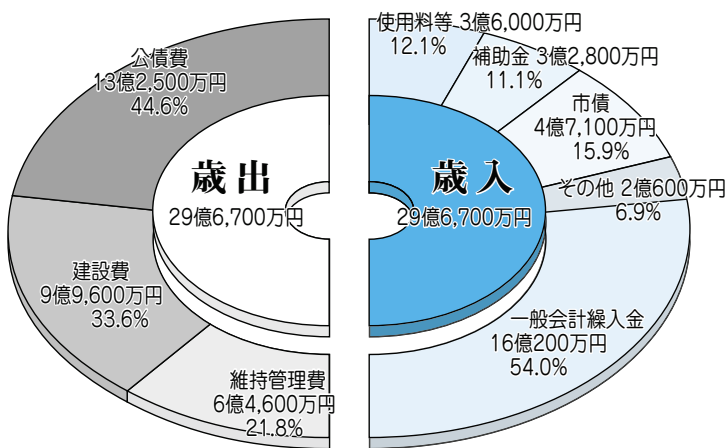 公債費
13億2,500万円
44.6%
建設費
9億9,600万円
33.6%
維持管理費
6億4,600万円
21.8%
歳出
29億6,700万円
歳入
29億6,700万円
使用料等 3億6,000万円
12.1%
補助金 3億2,800万円
11.1%
市債
4億7,100万円
15.9%
その他 2億600万円
6.9%
一般会計繰入金
16億200万円
54.0%